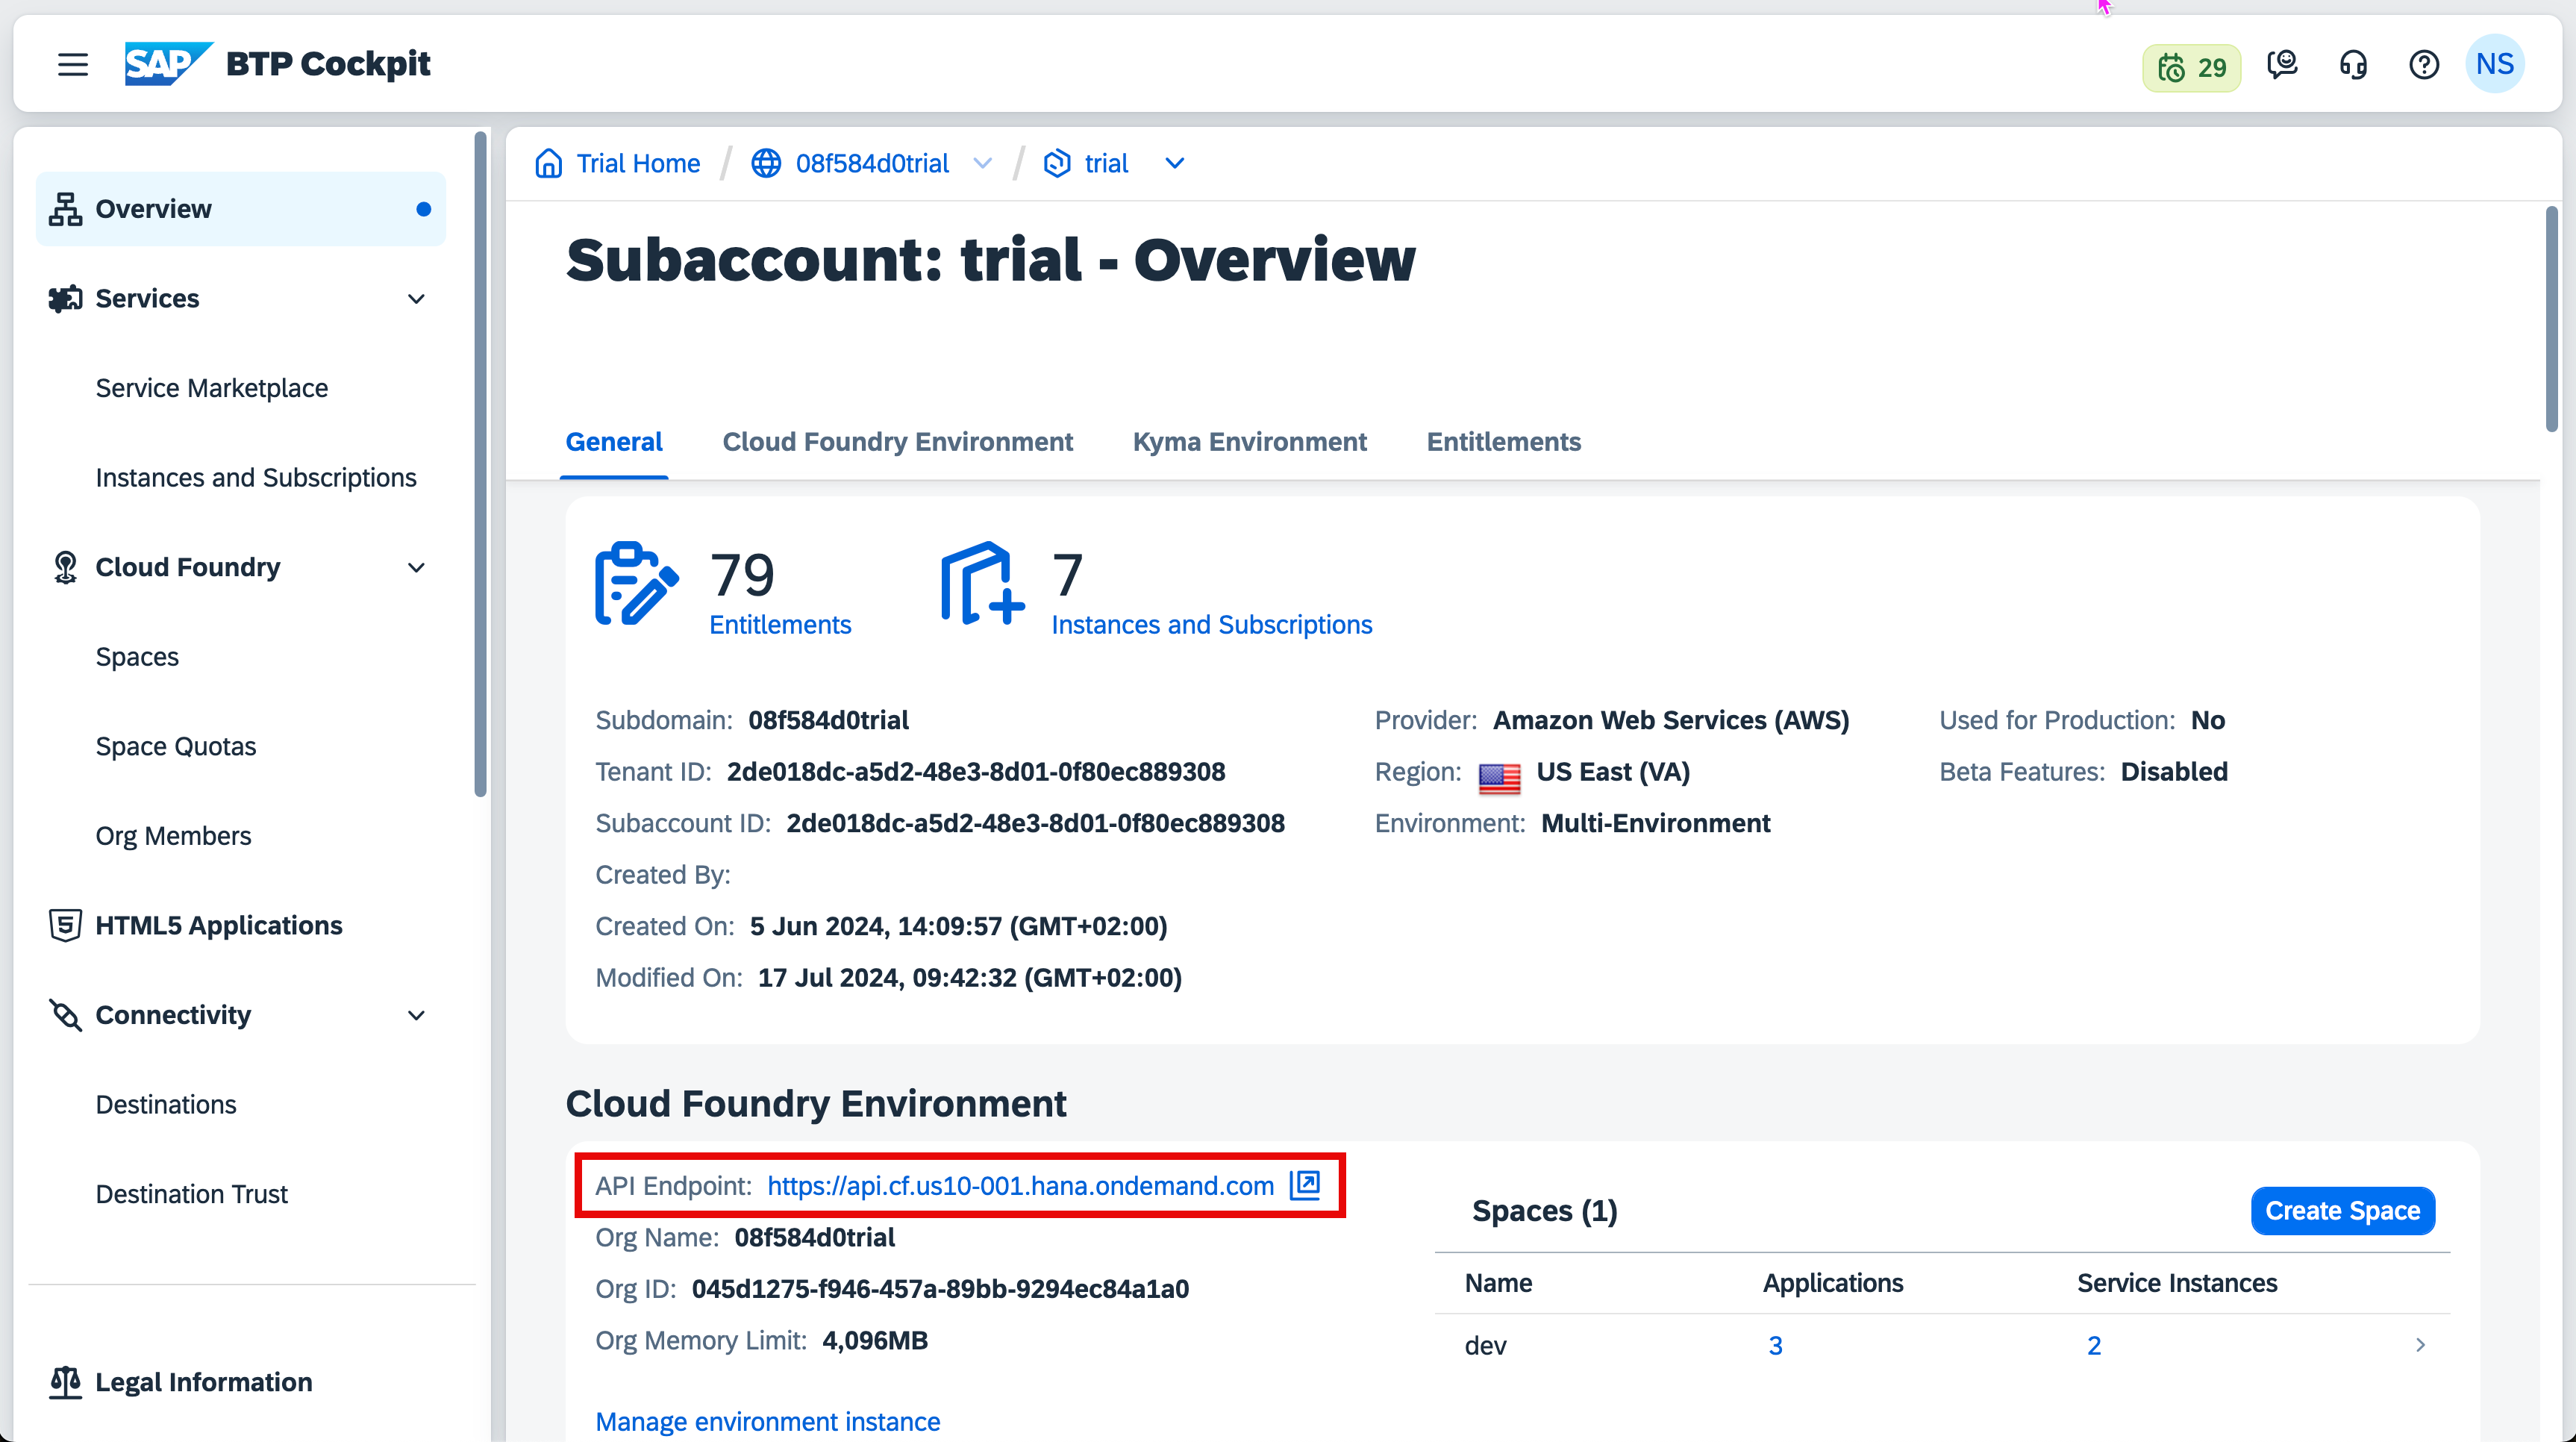 SAP BTP Cockpit
29
NS
Overview
Services
Service Marketplace
Instances and Subscriptions
Cloud Foundry
Spaces
Space Quotas
Org Members
HTML5 Applications
Connectivity
Destinations
Destination Trust
Legal Information
Trial Home / 08f584d0trial / trial
Subaccount: trial - Overview
General Cloud Foundry Environment Kyma Environment Entitlements
79
Entitlements
7
Instances and Subscriptions
Subdomain: 08f584d0trial
Tenant ID: 2de018dc-a5d2-48e3-8d01-0f80ec889308
Subaccount ID: 2de018dc-a5d2-48e3-8d01-0f80ec889308
Created By:
Created On: 5 Jun 2024, 14:09:57 (GMT+02:00)
Modified On: 17 Jul 2024, 09:42:32 (GMT+02:00)
Provider: Amazon Web Services (AWS)
Region: US East (VA)
Environment: Multi-Environment
Used for Production: No
Beta Features: Disabled
Cloud Foundry Environment
API Endpoint: https://api.cf.us10-001.hana.ondemand.com
Org Name: 08f584d0trial
Org ID: 045d1275-f946-457a-89bb-9294ec84a1a0
Org Memory Limit: 4,096MB
Manage environment instance
Spaces (1)
Create Space
Name Applications Service Instances
dev 3 2